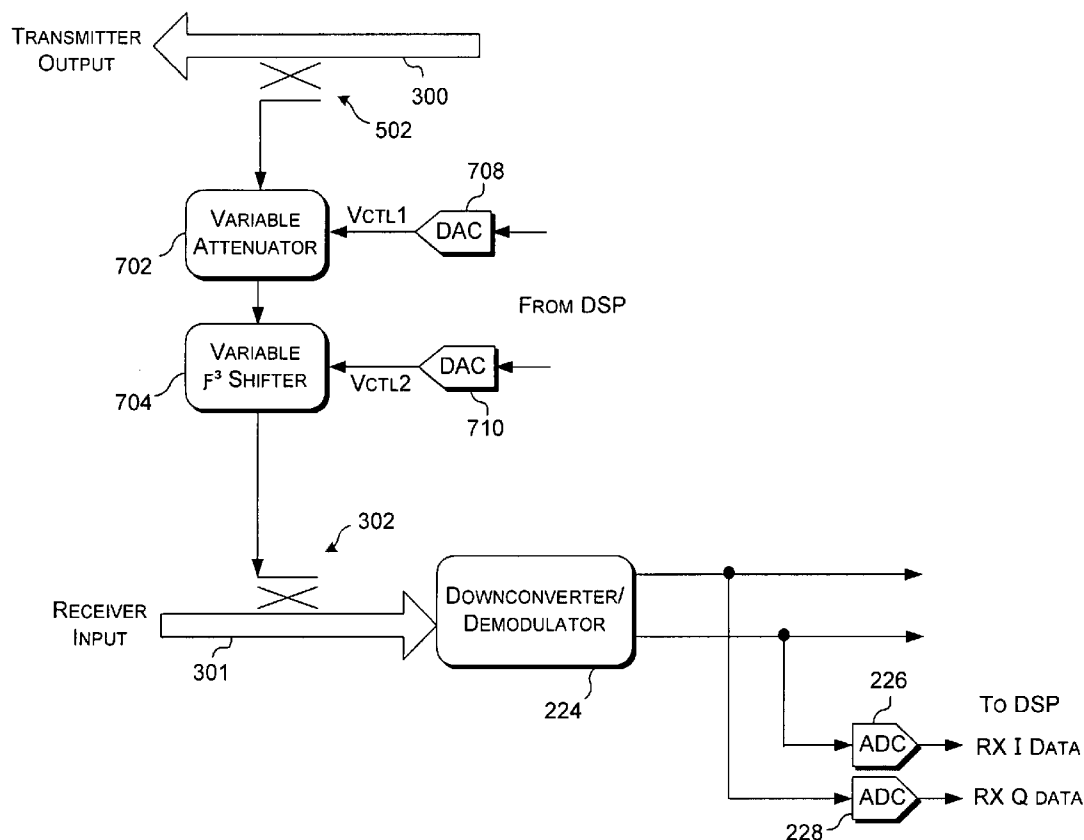 TRANSMITTER
OUTPUT
300
502
708
VARIABLE
ATTENUATOR
VCTL1
DAC
702
FROM DSP
VARIABLE
ƑÂ³ SHIFTER
VCTL2
DAC
704
710
302
RECEIVER
INPUT
DOWNCONVERTER/
DEMODULATOR
301
224
226
TO DSP
ADC
RX I DATA
ADC
RX Q DATA
228